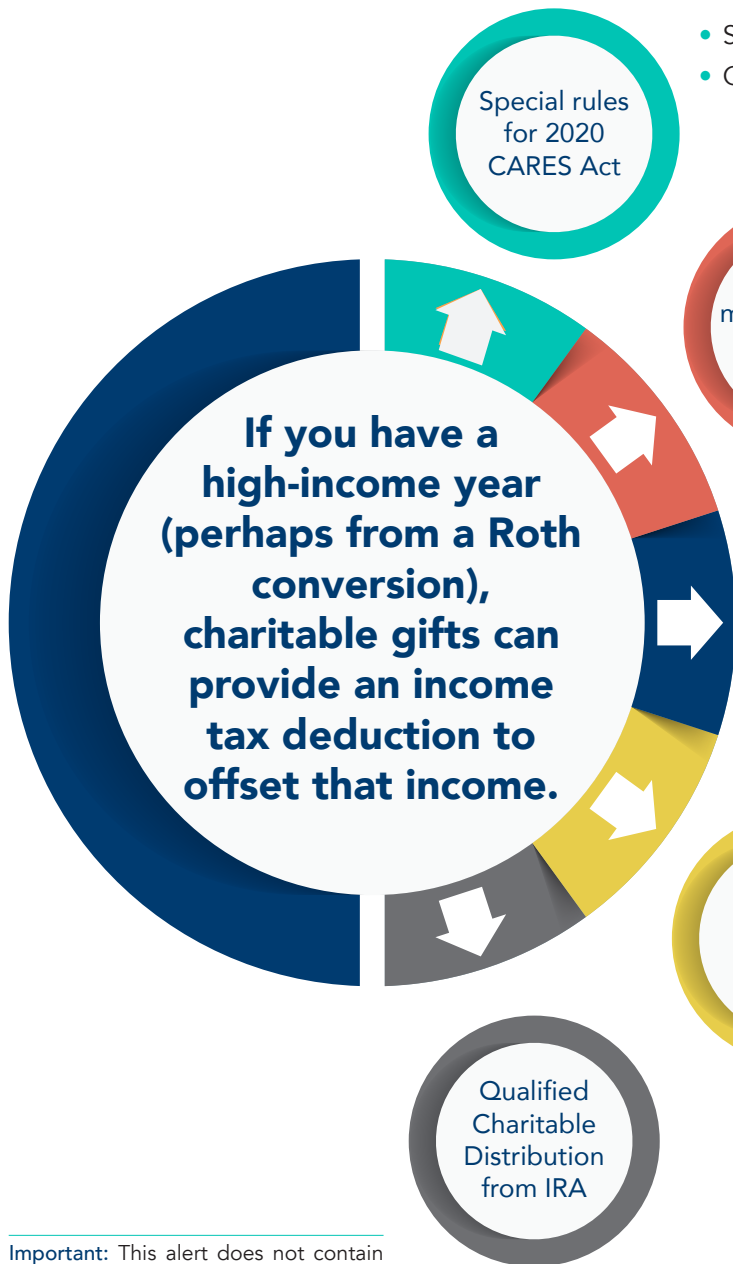 Special rules
for 2020
CARES Act
If you have a
high-income year
(perhaps from a Roth
conversion),
charitable gifts can
provide an income
tax deduction to
offset that income.
Qualified
Charitable
Distribution
from IRA
Important: This alert does not contain